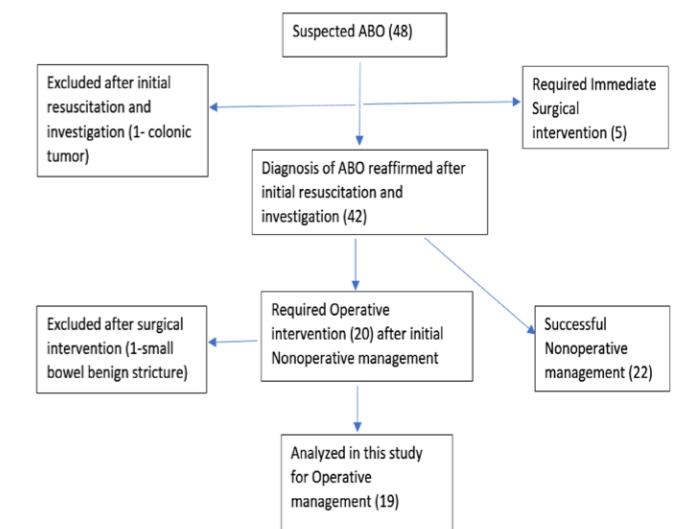 Suspected ABO (48)
Excluded after initial
resuscitation and
investigation (1- colonic
tumor)
Required Immediate
Surgical
intervention (5)
Diagnosis of ABO reaffirmed after
initial resuscitation and
investigation (42)
Excluded after surgical
intervention (1-small
bowel benign stricture)
Required Operative
intervention (20) after initial
Nonoperative management
Successful
Nonoperative
management (22)
Analyzed in this study
for Operative
management (19)